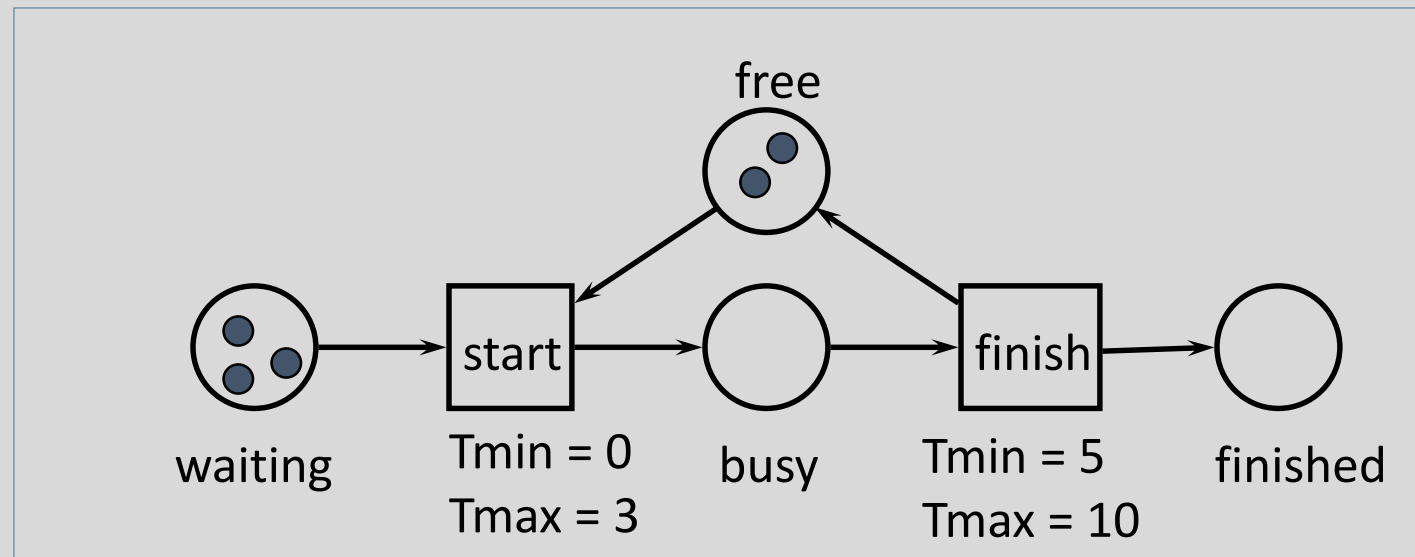 free
start
finish
waiting
Tmin = 0
Tmax = 3
busy
Tmin = 5
Tmax = 10
finished